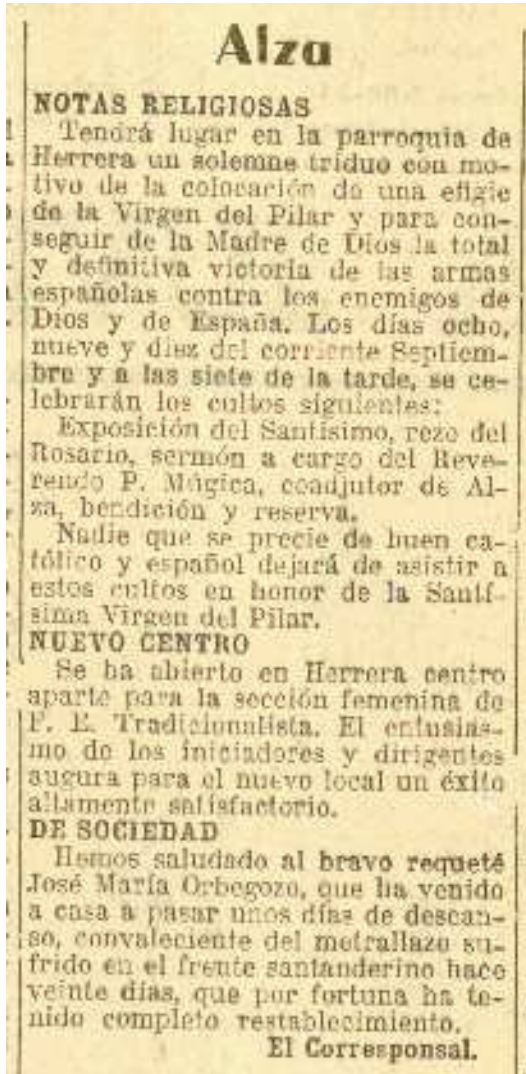 Alza
NOTAS RELIGIOSAS
Tendrá lugar en la parroquia de
Herrera un solemne triduo con mo-
tivo de la colocación de una efigie
de la Virgen del Pilar y para con-
seguir de la Madre de Dios la total
y definitiva victoria de las armas
españolas contra los enemigos de
Dios y de España. Los días ocho,
nueve y diez del corriente Septiem-
bre y a las siete de la tarde, se ce-
lebrarán los cultos siguientes:
Exposición del Santísimo, rezo del
Rosario, sermón a cargo del Reve-
rendo P. Múgica, coadjutor de Al-
za, bendición y reserva.
Nadie que se precie de buen ca-
tólico y español dejará de asistir a
estos cultos en honor de la Santí-
sima Virgen del Pilar.
NUEVO CENTRO
Se ha abierto en Herrera centro
aparte para la sección femenina de
F. E. Tradicionalista. El entusias-
mo de los iniciadores y dirigentes
augura para el nuevo local un éxito
altamente satisfactorio.
DE SOCIEDAD
Hemos saludado al bravo requeté
José María Orbegozo, que ha venido
a casa a pasar unos días de descan-
so, convaleciente del metrallazo su-
frido en el frente santanderino hace
veinte días, que por fortuna ha te-
nido completo restablecimiento.
El Corresponsal.